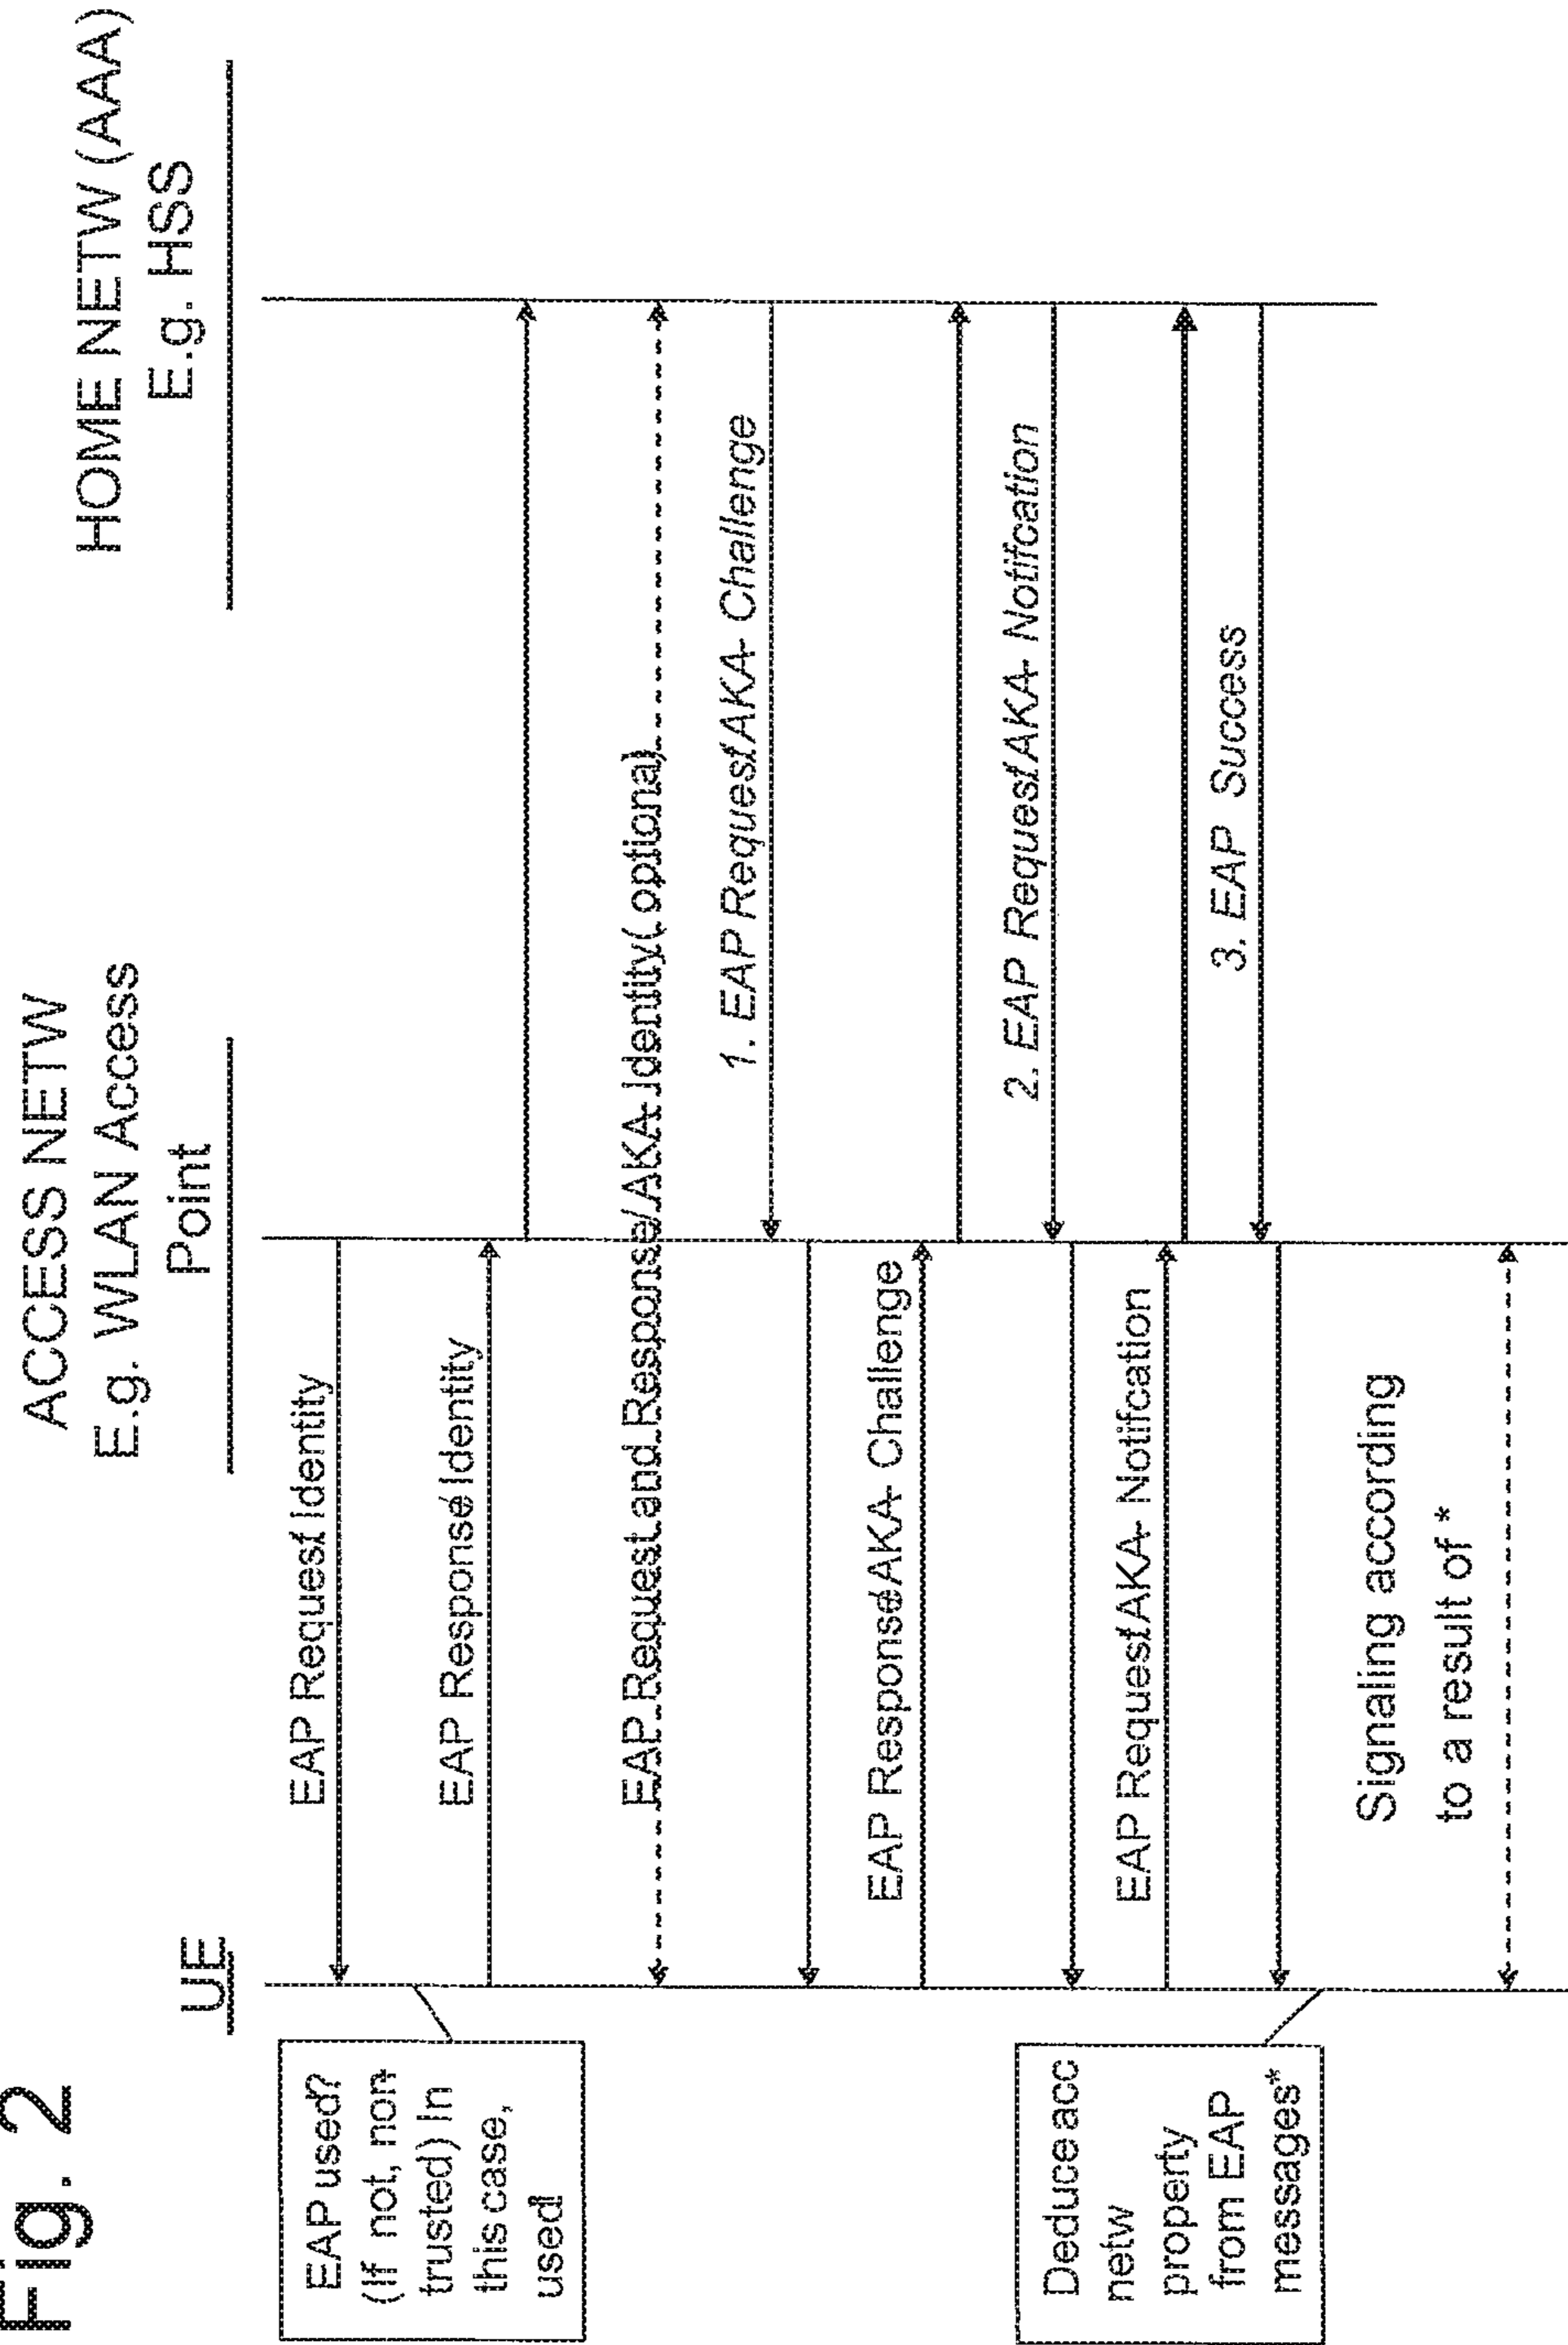 Fig. 2
UE
ACCESS NETW
E.g. WLAN Access
Point
HOME NETW (AAA)
E.g. HSS
EAP Request/ Identity
EAP used?
(If not, non-
trusted) In
this case,
used!
EAP Response/ Identity
EAP Request and Response/ AKA- Identity( optional)
1. EAP Request/AKA- Challenge
EAP Response/AKA- Challenge
2. EAP Request/AKA- Notifcation
EAP Request/AKA- Notifcation
3. EAP Success
Deduce acc
netw
property
from EAP
messages*
Signaling according
to a result of *